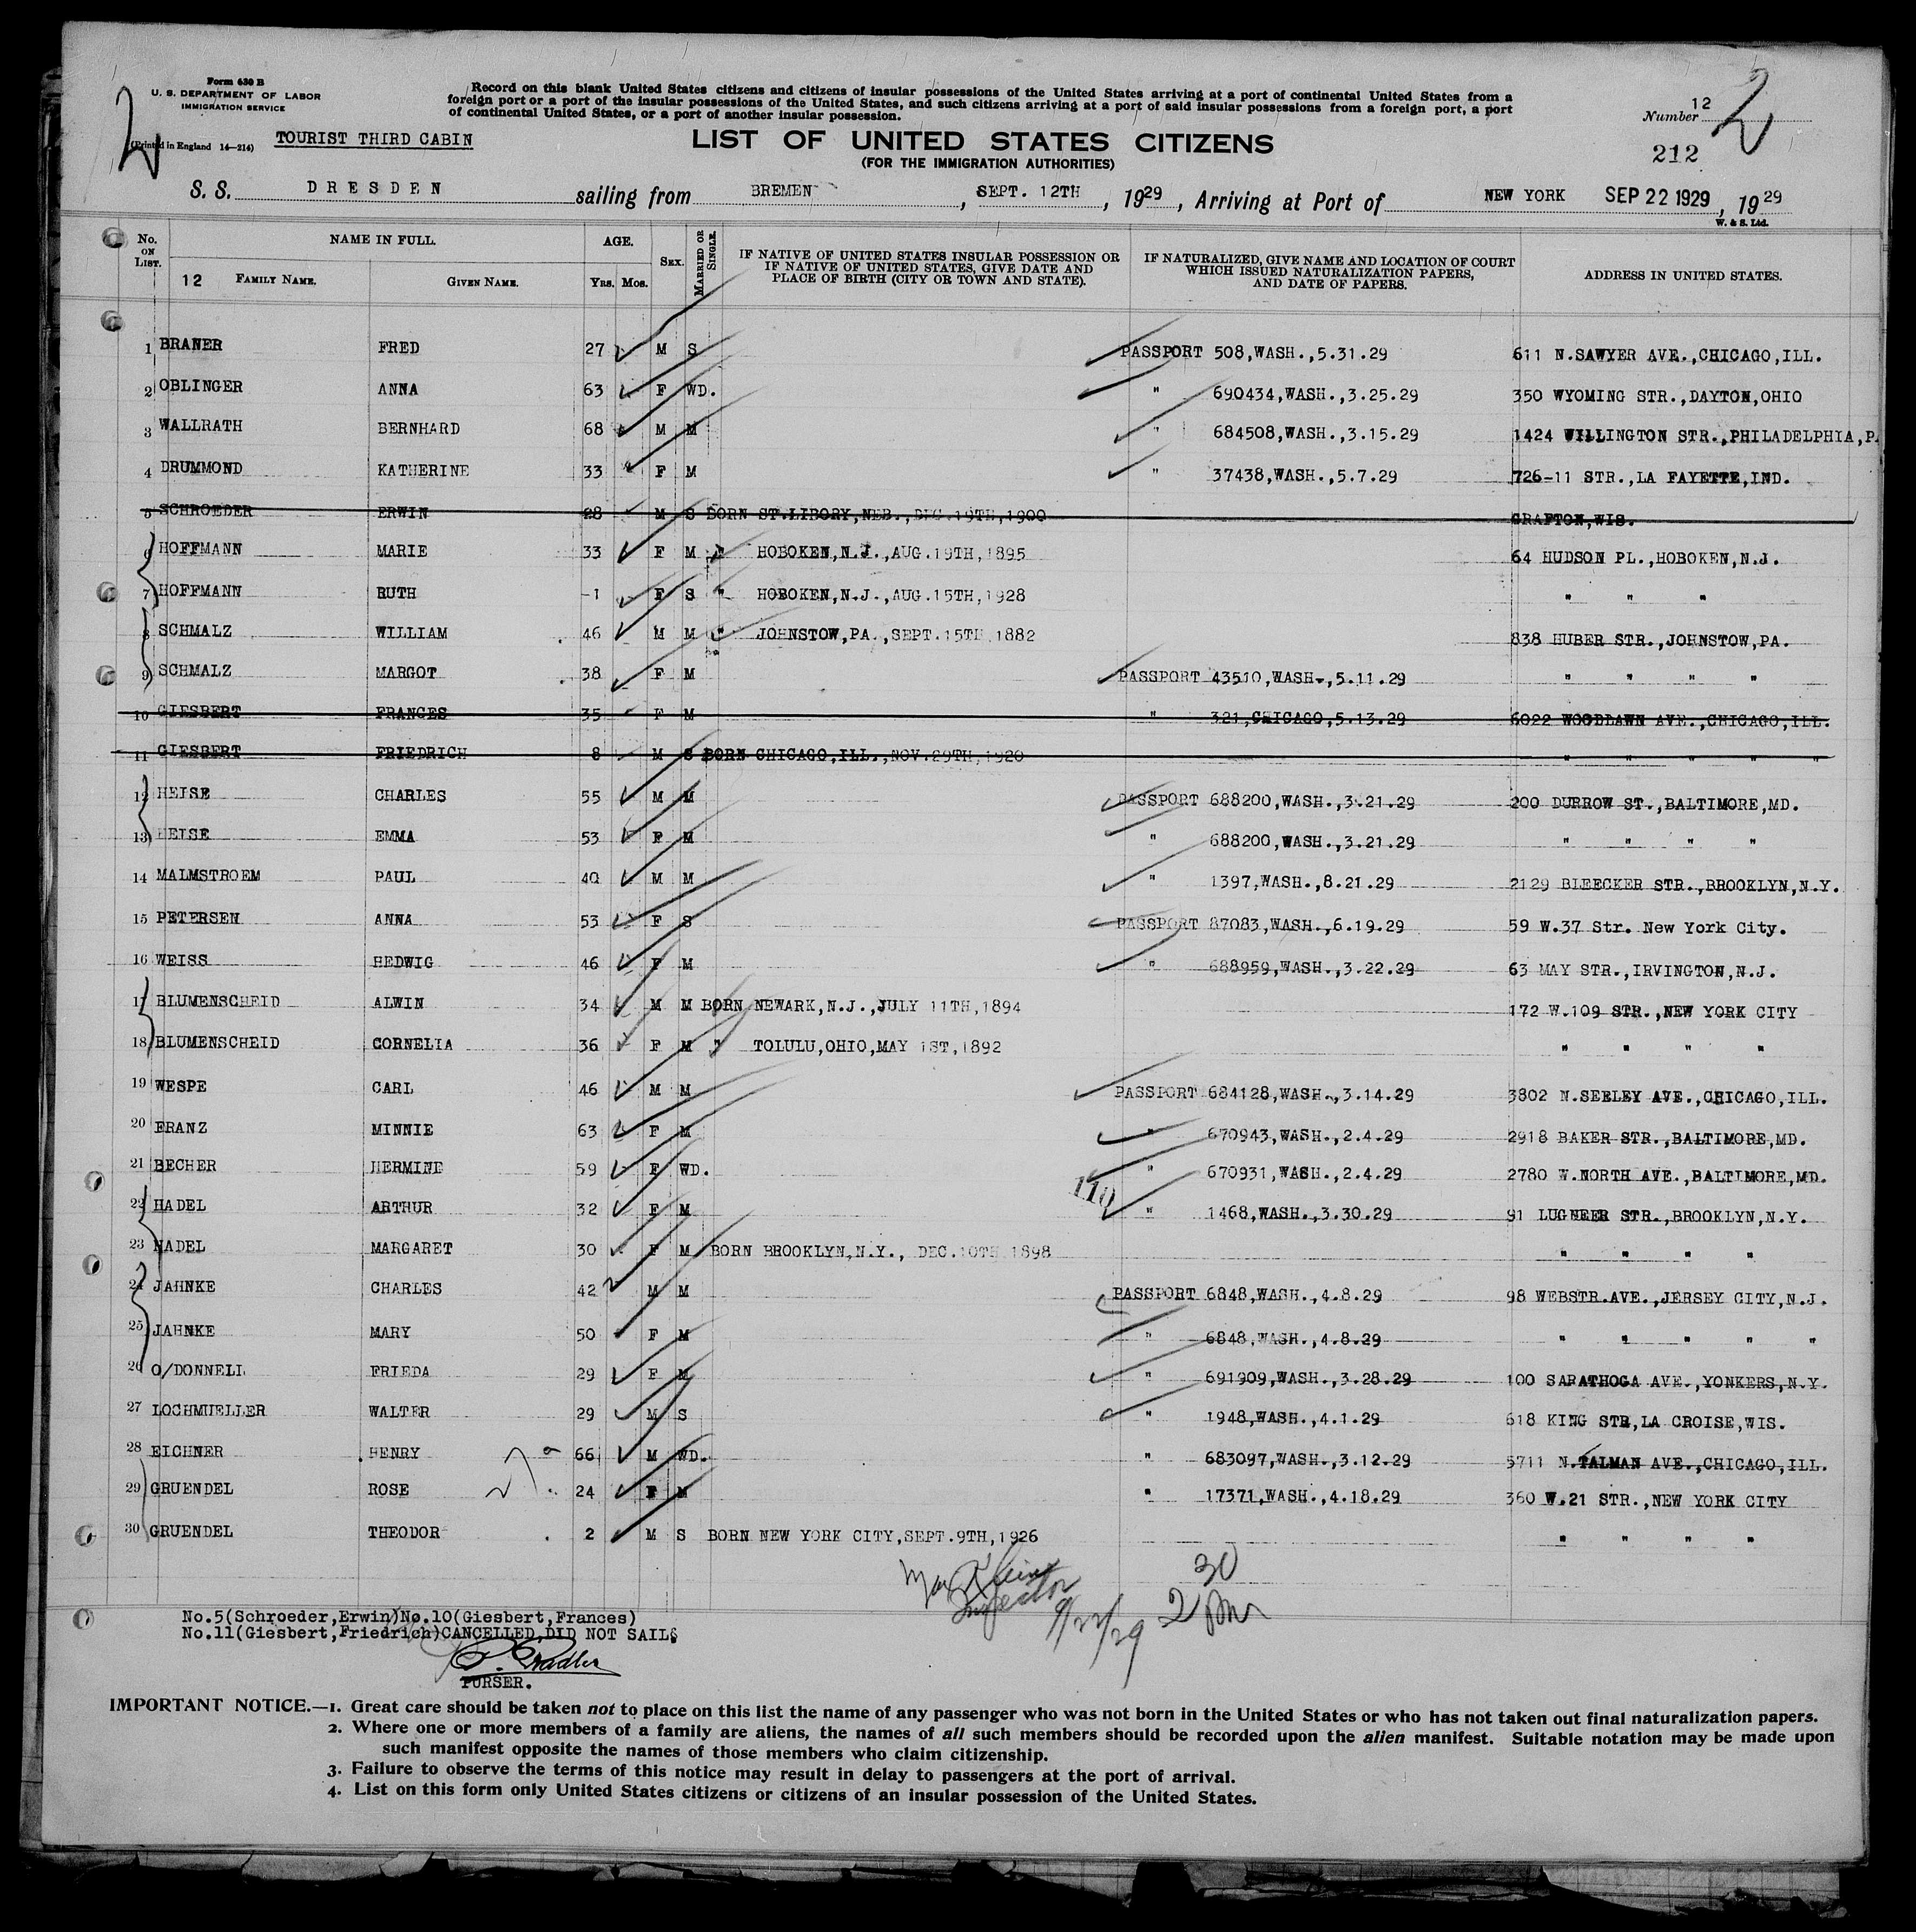 Form 630 B
U. S. DEPARTMENT OF LABOR
IMMIGRATION SERVICE
(Printed in England 14—214)
TOURIST THIRD CABIN
2
Record on this blank United States citizens and citizens of insular possessions of the United States arriving at a port of continental United States from a
foreign port or a port of the insular possessions of the United States, and such citizens arriving at a port of said insular possessions from a foreign port, a port
of continental United States, or a port of another insular possession.
LIST OF UNITED STATES CITIZENS
(FOR THE IMMIGRATION AUTHORITIES)
Number 12
2
212
S. S. DRESDEN sailing from BREMEN , SEPT. 12TH , 1929 , Arriving at Port of NEW YORK SEP 22 1929 , 1929
W. & S. Ltd.
No. ON LIST. NAME IN FULL. AGE. SEX. MARRIED OR SINGLE. IF NATIVE OF UNITED STATES INSULAR POSSESSION OR IF NATIVE OF UNITED STATES, GIVE DATE AND PLACE OF BIRTH (CITY OR TOWN AND STATE). IF NATURALIZED, GIVE NAME AND LOCATION OF COURT WHICH ISSUED NATURALIZATION PAPERS, AND DATE OF PAPERS. ADDRESS IN UNITED STATES.
12 FAMILY NAME. GIVEN NAME. YRS. MOS.
1 BRANER FRED 27 M S PASSPORT 508,WASH.,5.31.29 611 N.SAWYER AVE.,CHICAGO,ILL.
2 OBLINGER ANNA 63 F WD. " 690434,WASH.,3.25.29 350 WYOMING STR.,DAYTON,OHIO
3 WALLRATH BERNHARD 68 M M " 684508,WASH.,3.15.29 1424 WILLINGTON STR.,PHILADELPHIA,PA
4 DRUMMOND KATHERINE 33 F M " 37438,WASH.,5.7.29 726-11 STR.,LA FAYETTE,IND.
5 SCHROEDER ERWIN 28 M S BORN ST.LIBORY,NEB.,DEC.19TH,1900 GRAFTON,WIS.
6 HOFFMANN MARIE 33 F M " HOBOKEN,N.J.,AUG.19TH,1895 64 HUDSON PL.,HOBOKEN,N.J.
7 HOFFMANN RUTH -1 F S " HOBOKEN,N.J.,AUG.15TH,1928 " " "
8 SCHMALZ WILLIAM 46 M M " JOHNSTOW,PA.,SEPT.15TH,1882 838 HUBER STR.,JOHNSTOW,PA.
9 SCHMALZ MARGOT 38 F M PASSPORT 43510,WASH.,5.11.29 " " " "
10 GIESBERT FRANCES 35 F M " 321,CHICAGO,5.13.29 6022 WOODLAWN AVE.,CHICAGO,ILL.
11 GIESBERT FRIEDRICH 8 M S BORN CHICAGO,ILL.,NOV.29TH,1920 " " " " "
12 HEISE CHARLES 55 M M PASSPORT 688200,WASH.,3.21.29 200 DURROW ST.,BALTIMORE,MD.
13 HEISE EMMA 53 F M " 688200,WASH.,3.21.29 " " " "
14 MALMSTROEM PAUL 40 M M " 1397,WASH.,8.21.29 2129 BLEECKER STR.,BROOKLYN,N.Y.
15 PETERSEN ANNA 53 F S PASSPORT 87083,WASH.,6.19.29 59 W.37 Str. New York City.
16 WEISS HEDWIG 46 F M " 688959,WASH.,3.22.29 63 MAY STR.,IRVINGTON,N.J.
17 BLUMENSCHEID ALWIN 34 M M BORN NEWARK,N.J.,JULY 11TH,1894 172 W.109 STR.,NEW YORK CITY
18 BLUMENSCHEID CORNELIA 36 F M " TOLULU,OHIO,MAY 1ST,1892 " " " "
19 WESPE CARL 46 M M PASSPORT 684128,WASH.,3.14.29 3802 N.SEELEY AVE.,CHICAGO,ILL.
20 FRANZ MINNIE 63 F M " 670943,WASH.,2.4.29 2918 BAKER STR.,BALTIMORE,MD.
21 BECHER HERMINE 59 F WD. " 670931,WASH.,2.4.29 2780 W.NORTH AVE.,BALTIMORE,MD.
110
22 HADEL ARTHUR 32 F M " 1468,WASH.,3.30.29 91 LUGNEER STR.,BROOKLYN,N.Y.
23 HADEL MARGARET 30 F M BORN BROOKLYN,N.Y., DEC.10TH,1898 " " " "
24 JAHNKE CHARLES 42 M M PASSPORT 6848,WASH.,4.8.29 98 WEBSTR.AVE.,JERSEY CITY,N.J.
25 JAHNKE MARY 50 F M " 6848,WASH.,4.8.29 " " " " "
26 O/DONNELL FRIEDA 29 F M " 691909,WASH.,3.28.29 100 SARATHOGA AVE.,YONKERS,N.Y.
27 LOCHMUELLER WALTER 29 M S " 1948,WASH.,4.1.29 618 KING STR,LA CROISE,WIS.
28 EICHNER HENRY 66 M WD. " 683097,WASH.,3.12.29 5711 N.TALMAN AVE.,CHICAGO,ILL.
29 GRUENDEL ROSE 24 F M " 17371,WASH.,4.18.29 360 W.21 STR.,NEW YORK CITY
30 GRUENDEL THEODOR 2 M S BORN NEW YORK CITY,SEPT.9TH,1926 " " " "
Inspector
9/22/29
30
2 pm
No.5(Schroeder,Erwin)No.10(Giesbert,Frances)
No.11(Giesbert,Friedrich)CANCELLED,DID NOT SAIL
PURSER.
IMPORTANT NOTICE.—1. Great care should be taken not to place on this list the name of any passenger who was not born in the United States or who has not taken out final naturalization papers.
2. Where one or more members of a family are aliens, the names of all such members should be recorded upon the alien manifest. Suitable notation may be made upon
such manifest opposite the names of those members who claim citizenship.
3. Failure to observe the terms of this notice may result in delay to passengers at the port of arrival.
4. List on this form only United States citizens or citizens of an insular possession of the United States.